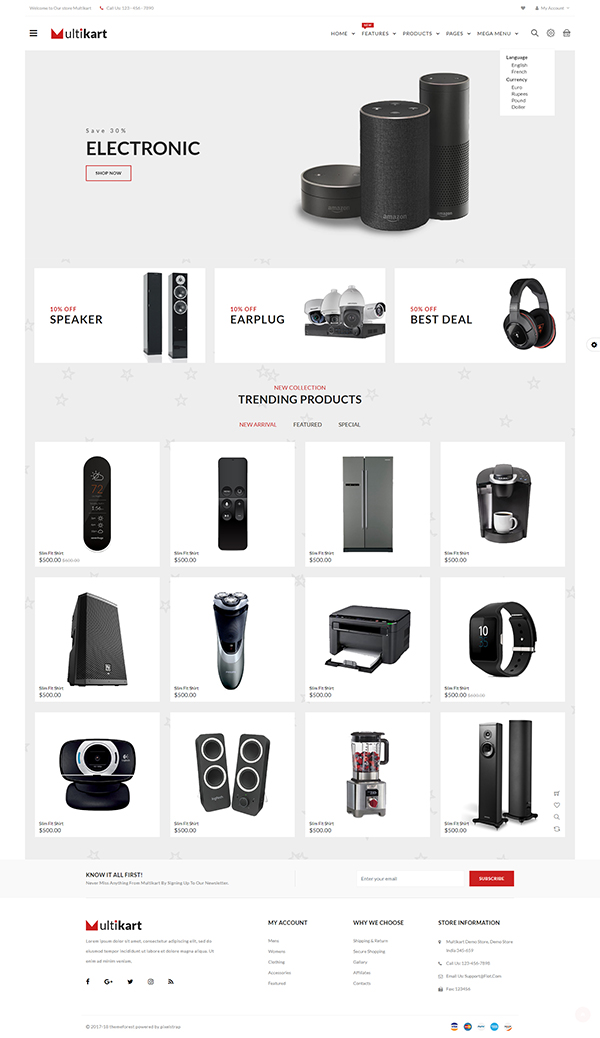 Welcome to Our store Multikart
Call Us: 123 - 456 - 7890
My Account
Multikart
HOME
NEW
FEATURES
PRODUCTS
PAGES
MEGA MENU
Language
English
French
Currency
Euro
Rupees
Pound
Doller
Save 30%
ELECTRONIC
SHOP NOW
amazon
amazon
amazon
10% OFF
SPEAKER
10% OFF
EARPLUG
50% OFF
BEST DEAL
NEW COLLECTION
TRENDING PRODUCTS
NEW ARRIVAL
FEATURED
SPECIAL
72
MENU
Slim Fit Shirt
$500.00 $600.00
Slim Fit Shirt
$500.00
Slim Fit Shirt
$500.00
Slim Fit Shirt
$500.00
Slim Fit Shirt
$500.00
Slim Fit Shirt
$500.00
Slim Fit Shirt
$500.00
10
Slim Fit Shirt
$500.00 $600.00
Slim Fit Shirt
$500.00
logitech
Slim Fit Shirt
$500.00
Slim Fit Shirt
$500.00
Slim Fit Shirt
$500.00
KNOW IT ALL FIRST!
Never Miss Anything From Multikart By Signing Up To Our Newsletter.
Enter your email
SUBSCRIBE
Multikart
Lorem ipsum dolor sit amet, consectetur adipiscing elit, sed do
eiusmod tempor incididunt ut labore et dolore magna aliqua. Ut
enim ad minim veniam,
MY ACCOUNT
Mens
Womens
Clothing
Accessories
Featured
WHY WE CHOOSE
Shipping & Return
Secure Shopping
Gallary
Affiliates
Contacts
STORE INFORMATION
Multikart Demo Store, Demo Store
India 345-659
Call Us: 123-456-7898
Email Us: Support@Fiot.Com
Fax: 123456
© 2017-18 themeforest powered by pixelstrap